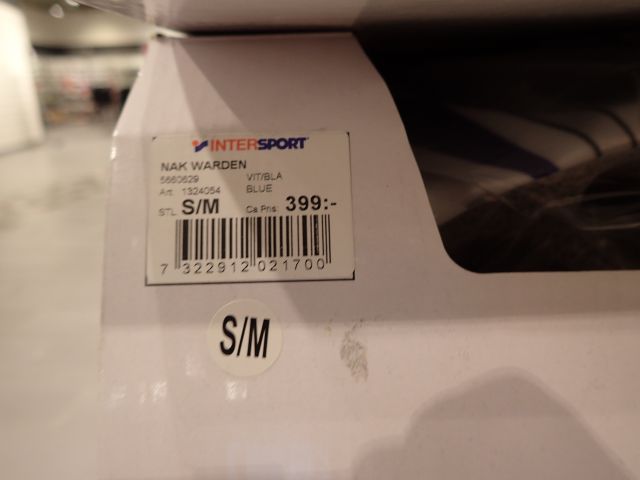 INTERSPORT
NAK WARDEN
5660629 VIT/BLA
Art: 1324054 BLUE
STL S/M Ca Pris: 399:-
7 322912 021700
S/M